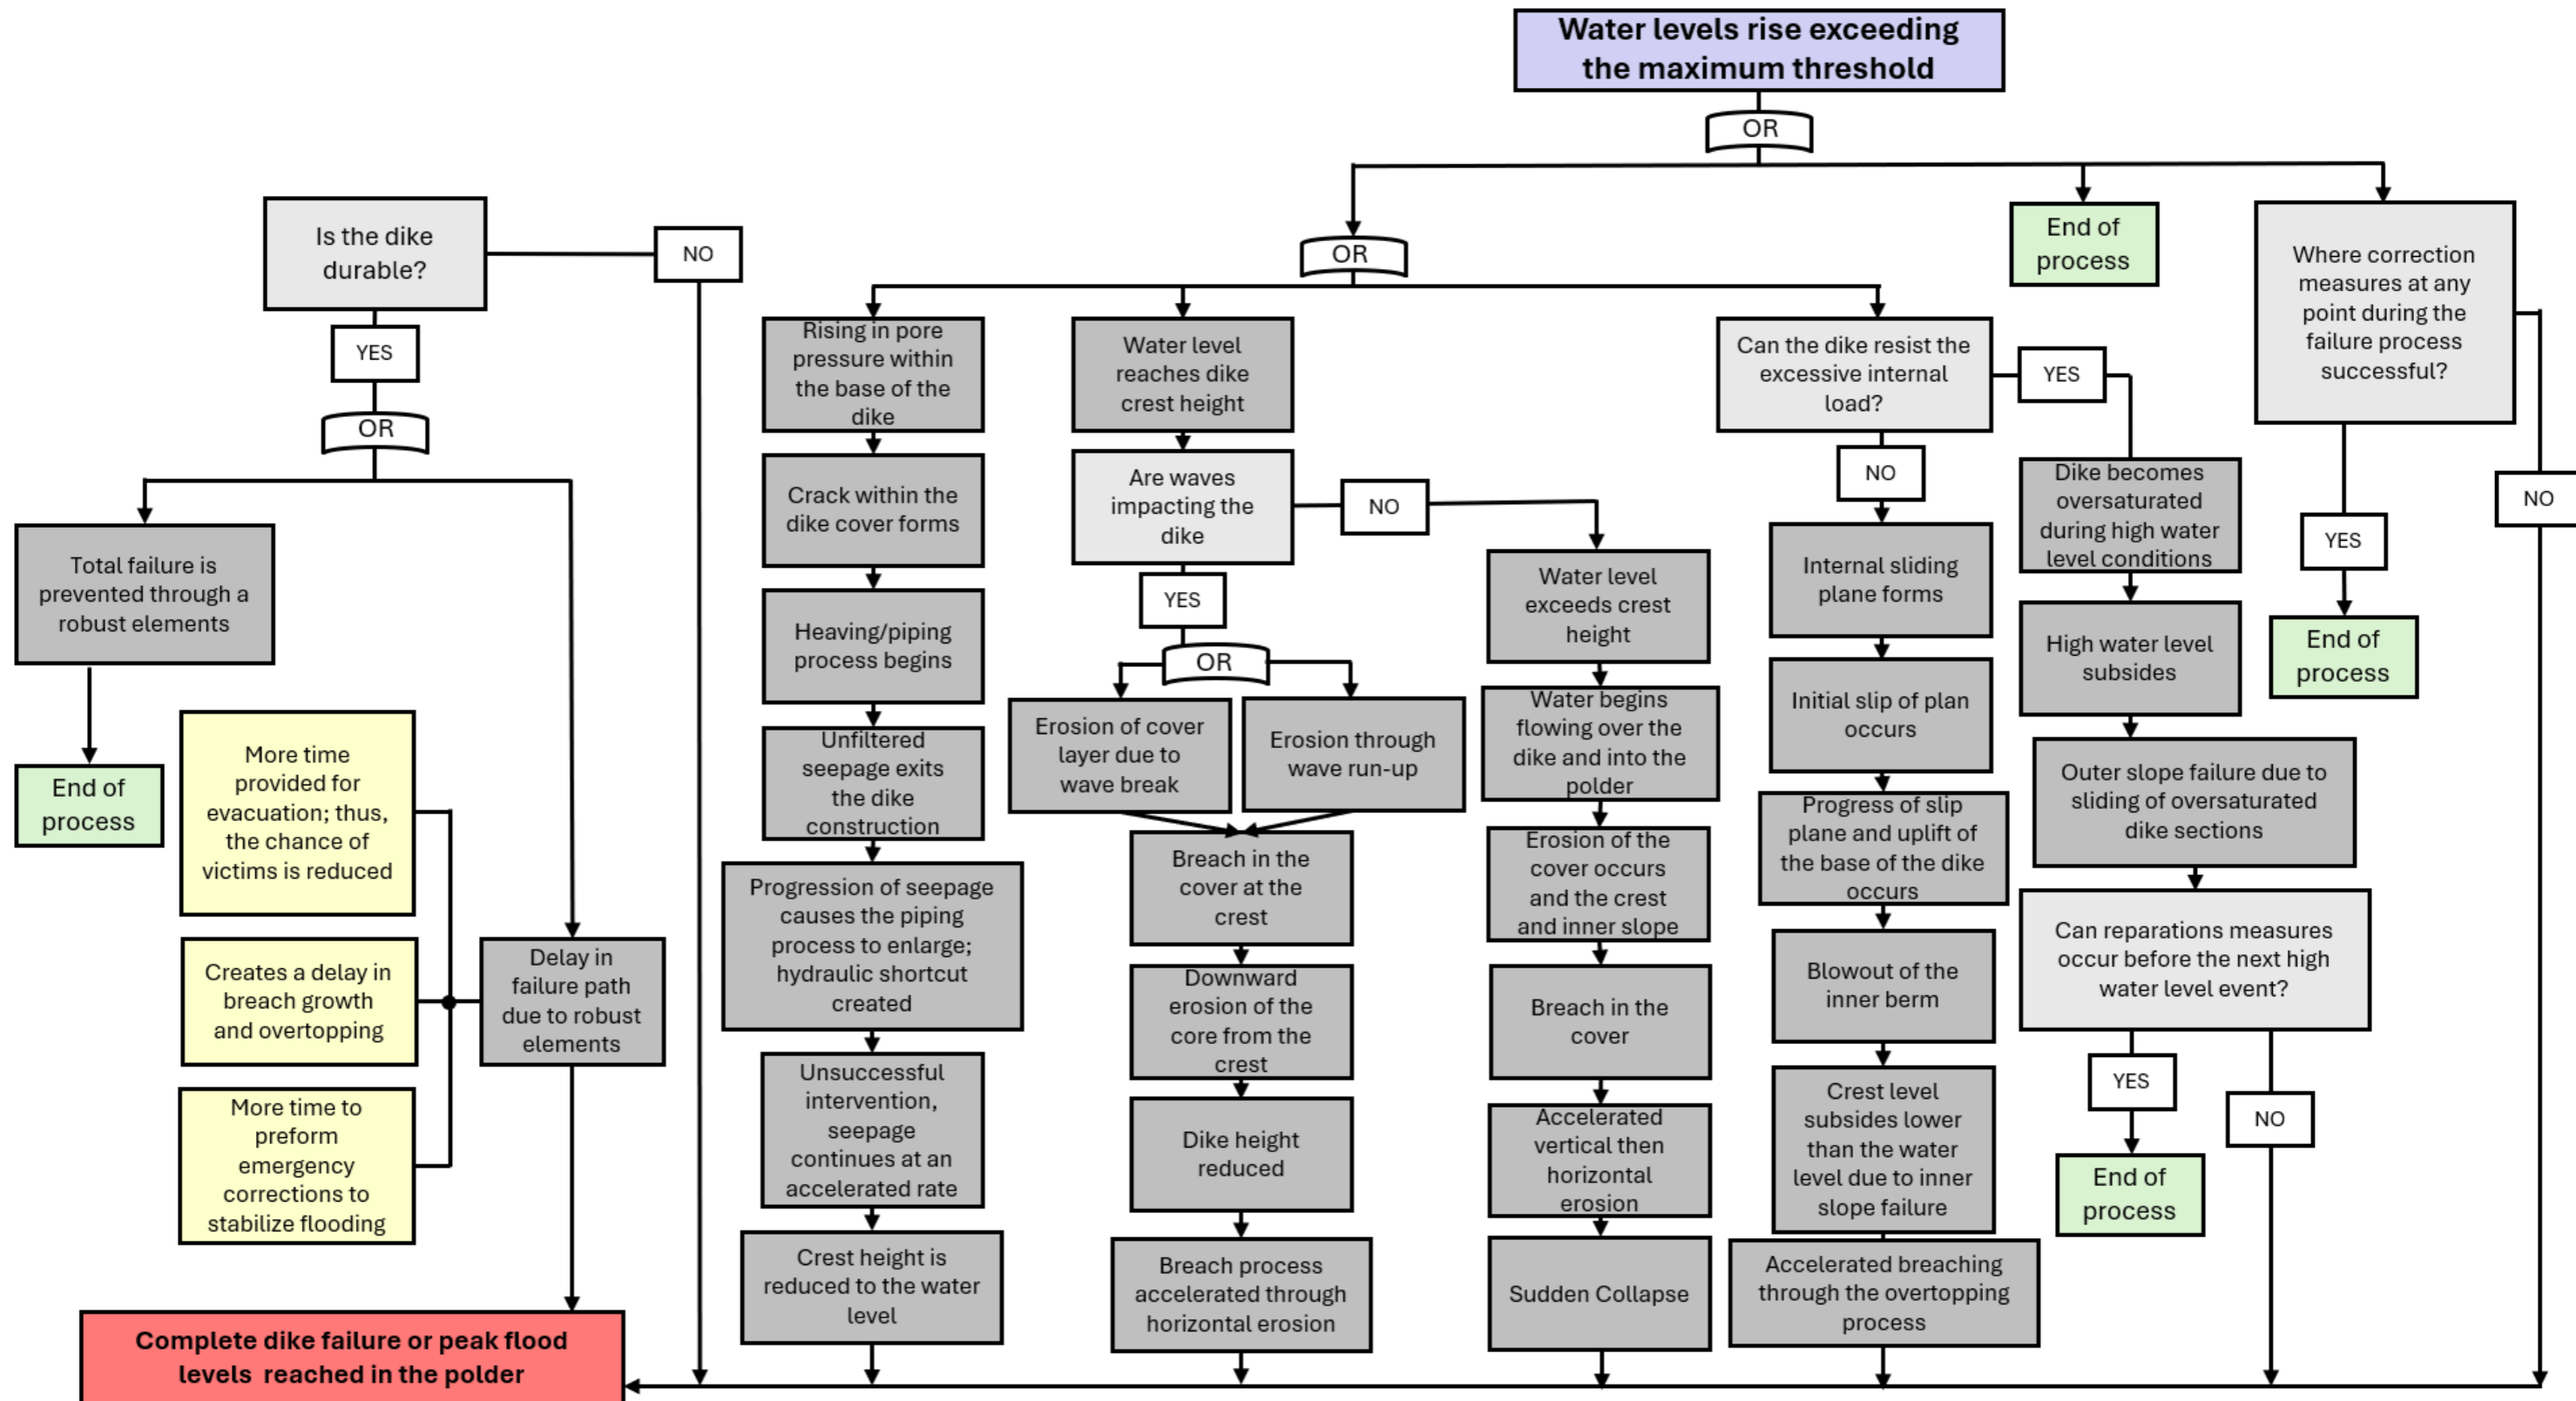 Water levels rise exceeding
the maximum threshold
OR
Is the dike
durable?
NO
YES
OR
Total failure is
prevented through a
robust elements
End of
process
More time
provided for
evacuation; thus,
the chance of
victims is reduced
Creates a delay in
breach growth
and overtopping
More time to
preform
emergency
corrections to
stabilize flooding
Delay in
failure path
due to robust
elements
Complete dike failure or peak flood
levels reached in the polder
OR
Rising in pore
pressure within
the base of the
dike
Crack within the
dike cover forms
Heaving/piping
process begins
Unfiltered
seepage exits
the dike
construction
Progression of seepage
causes the piping
process to enlarge;
hydraulic shortcut
created
Unsuccessful
intervention,
seepage
continues at an
accelerated rate
Crest height is
reduced to the water
level
Water level
reaches dike
crest height
Are waves
impacting the
dike
NO
YES
OR
Erosion of cover
layer due to
wave break
Erosion through
wave run-up
Breach in the
cover at the
crest
Downward
erosion of the
core from the
crest
Dike height
reduced
Breach process
accelerated through
horizontal erosion
Water level
exceeds crest
height
Water begins
flowing over the
dike and into the
polder
Erosion of the
cover occurs
and the crest
and inner slope
Breach in the
cover
Accelerated
vertical then
horizontal
erosion
Sudden Collapse
Can the dike resist the
excessive internal
load?
YES
NO
Internal sliding
plane forms
Initial slip of plan
occurs
Progress of slip
plane and uplift of
the base of the dike
occurs
Blowout of the
inner berm
Crest level
subsides lower
than the water
level due to inner
slope failure
Accelerated breaching
through the overtopping
process
Dike becomes
oversaturated
during high water
level conditions
High water level
subsides
Outer slope failure due to
sliding of oversaturated
dike sections
Can reparations measures
occur before the next high
water level event?
YES
NO
End of
process
End of
process
Where correction
measures at any
point during the
failure process
successful?
NO
YES
End of
process